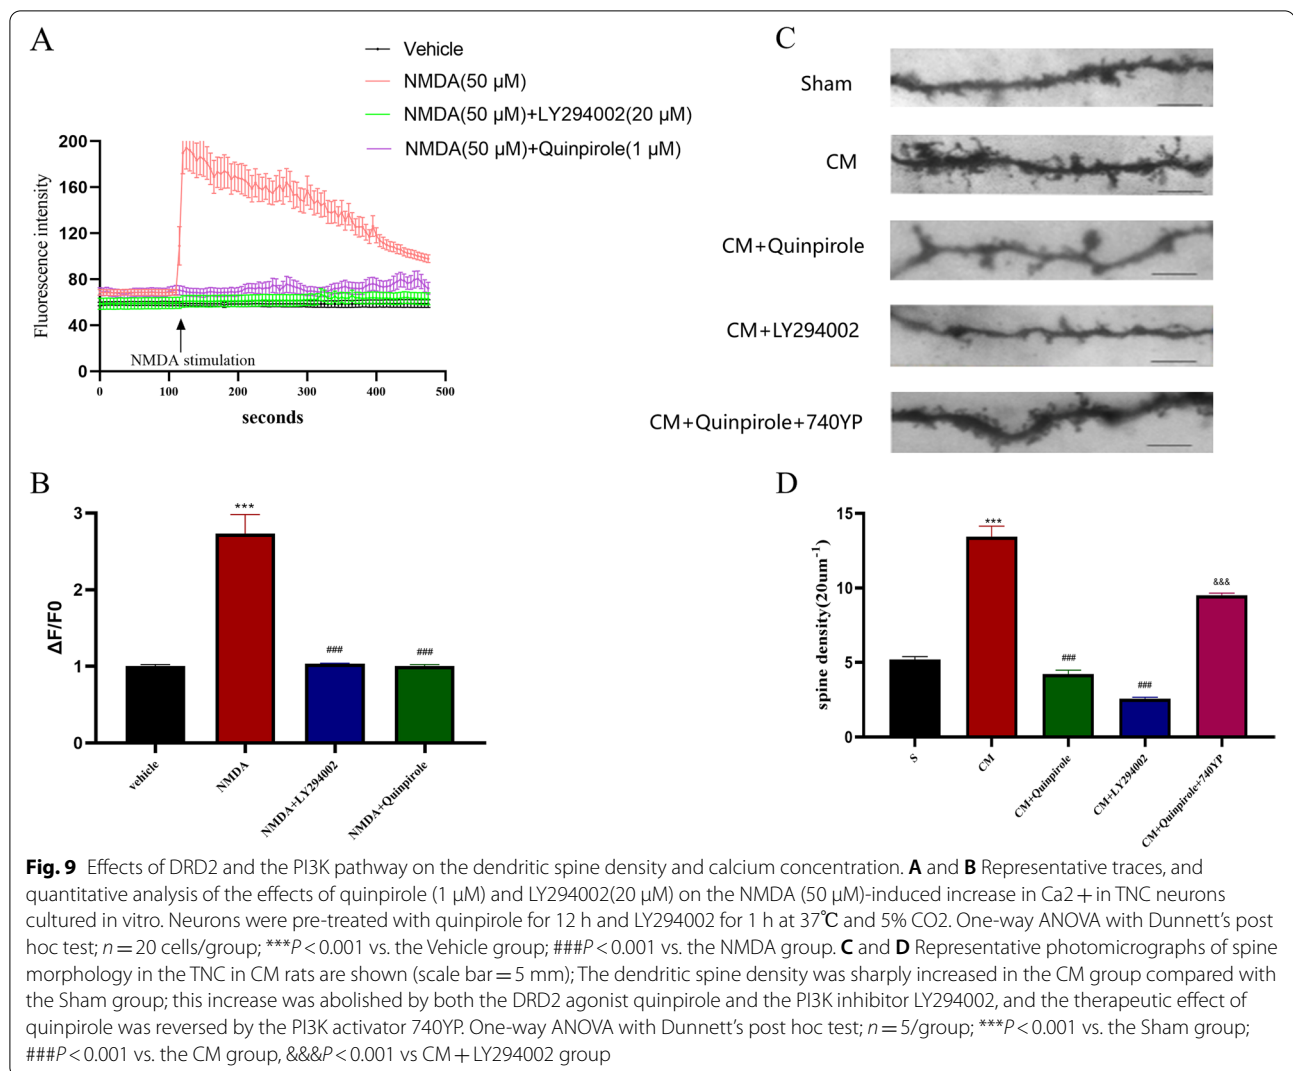 A
Vehicle
NMDA(50 μM)
NMDA(50 μM)+LY294002(20 μM)
NMDA(50 μM)+Quinpirole(1 μM)
200
160
120
80
40
0
Fluorescence intensity
NMDA stimulation
0 100 200 300 400 500
seconds
C
Sham
CM
CM+Quinpirole
CM+LY294002
CM+Quinpirole+740YP
B
3
2
1
0
ΔF/F0
***
###
###
vehicle
NMDA
NMDA+LY294002
NMDA+Quinpirole
D
15
10
5
0
spine density(20um-1)
***
###
###
&&&
S
CM
CM+Quinpirole
CM+LY294002
CM+Quinpirole+740YP
Fig. 9 Effects of DRD2 and the PI3K pathway on the dendritic spine density and calcium concentration. A and B Representative traces, and
quantitative analysis of the effects of quinpirole (1 μM) and LY294002(20 μM) on the NMDA (50 μM)-induced increase in Ca2+ in TNC neurons
cultured in vitro. Neurons were pre-treated with quinpirole for 12 h and LY294002 for 1 h at 37℃ and 5% CO2. One-way ANOVA with Dunnett's post
hoc test; n = 20 cells/group; ***P < 0.001 vs. the Vehicle group; ###P < 0.001 vs. the NMDA group. C and D Representative photomicrographs of spine
morphology in the TNC in CM rats are shown (scale bar = 5 mm); The dendritic spine density was sharply increased in the CM group compared with
the Sham group; this increase was abolished by both the DRD2 agonist quinpirole and the PI3K inhibitor LY294002, and the therapeutic effect of
quinpirole was reversed by the PI3K activator 740YP. One-way ANOVA with Dunnett's post hoc test; n = 5/group; ***P < 0.001 vs. the Sham group;
###P < 0.001 vs. the CM group, &&&P < 0.001 vs CM + LY294002 group